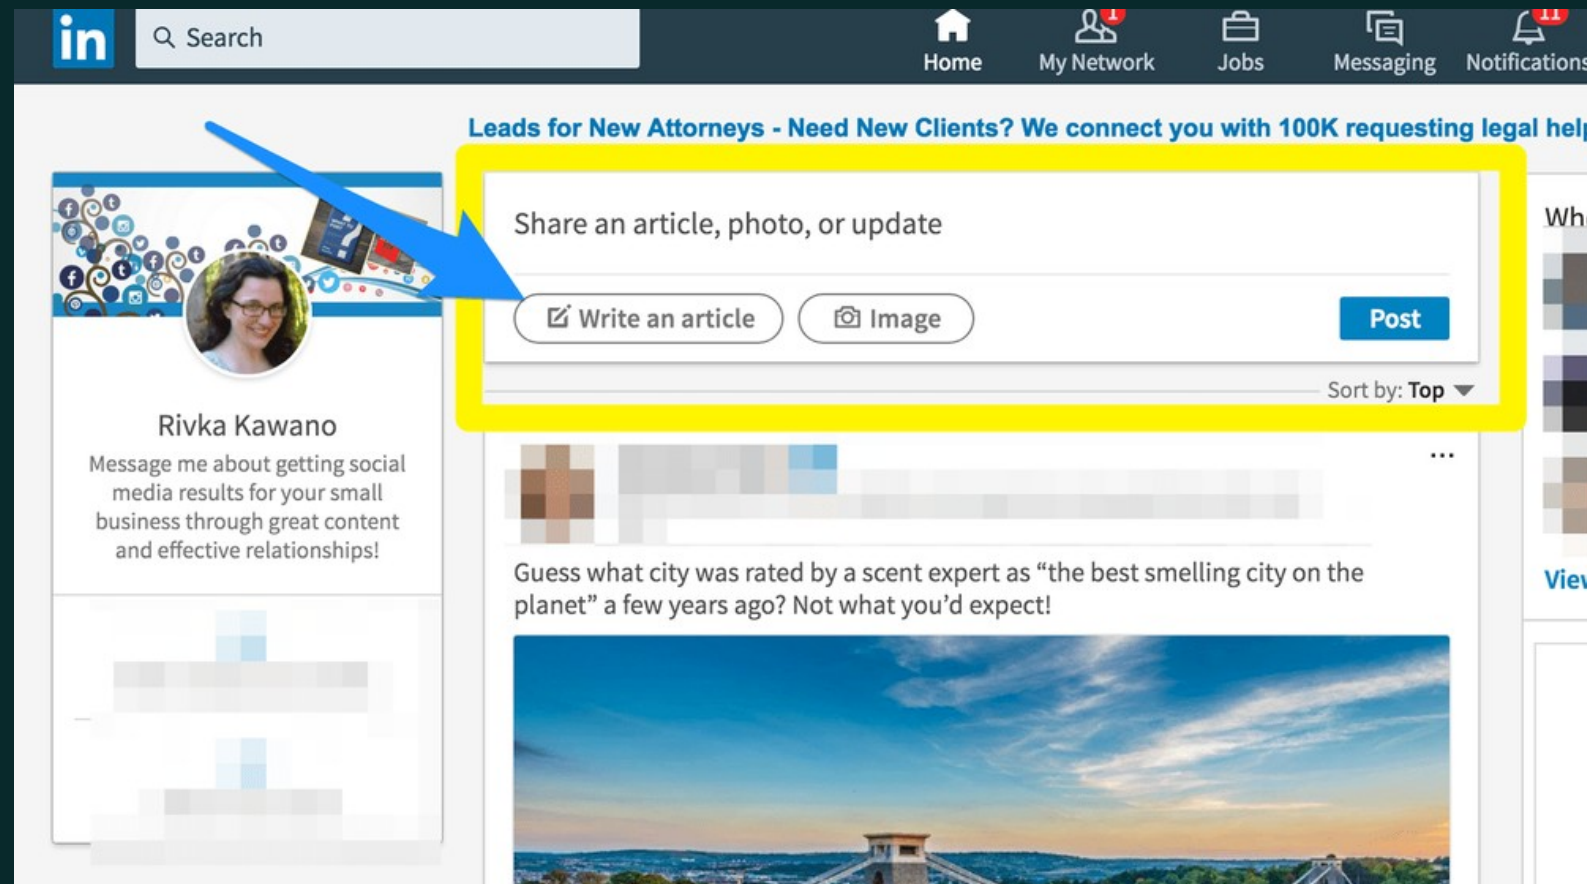 in
Search
Home
My Network
1
Jobs
Messaging
Notifications
11
Leads for New Attorneys - Need New Clients? We connect you with 100K requesting legal help
Share an article, photo, or update
Write an article
Image
Post
Sort by: Top
Rivka Kawano
Message me about getting social
media results for your small
business through great content
and effective relationships!
...
Guess what city was rated by a scent expert as “the best smelling city on the
planet” a few years ago? Not what you’d expect!